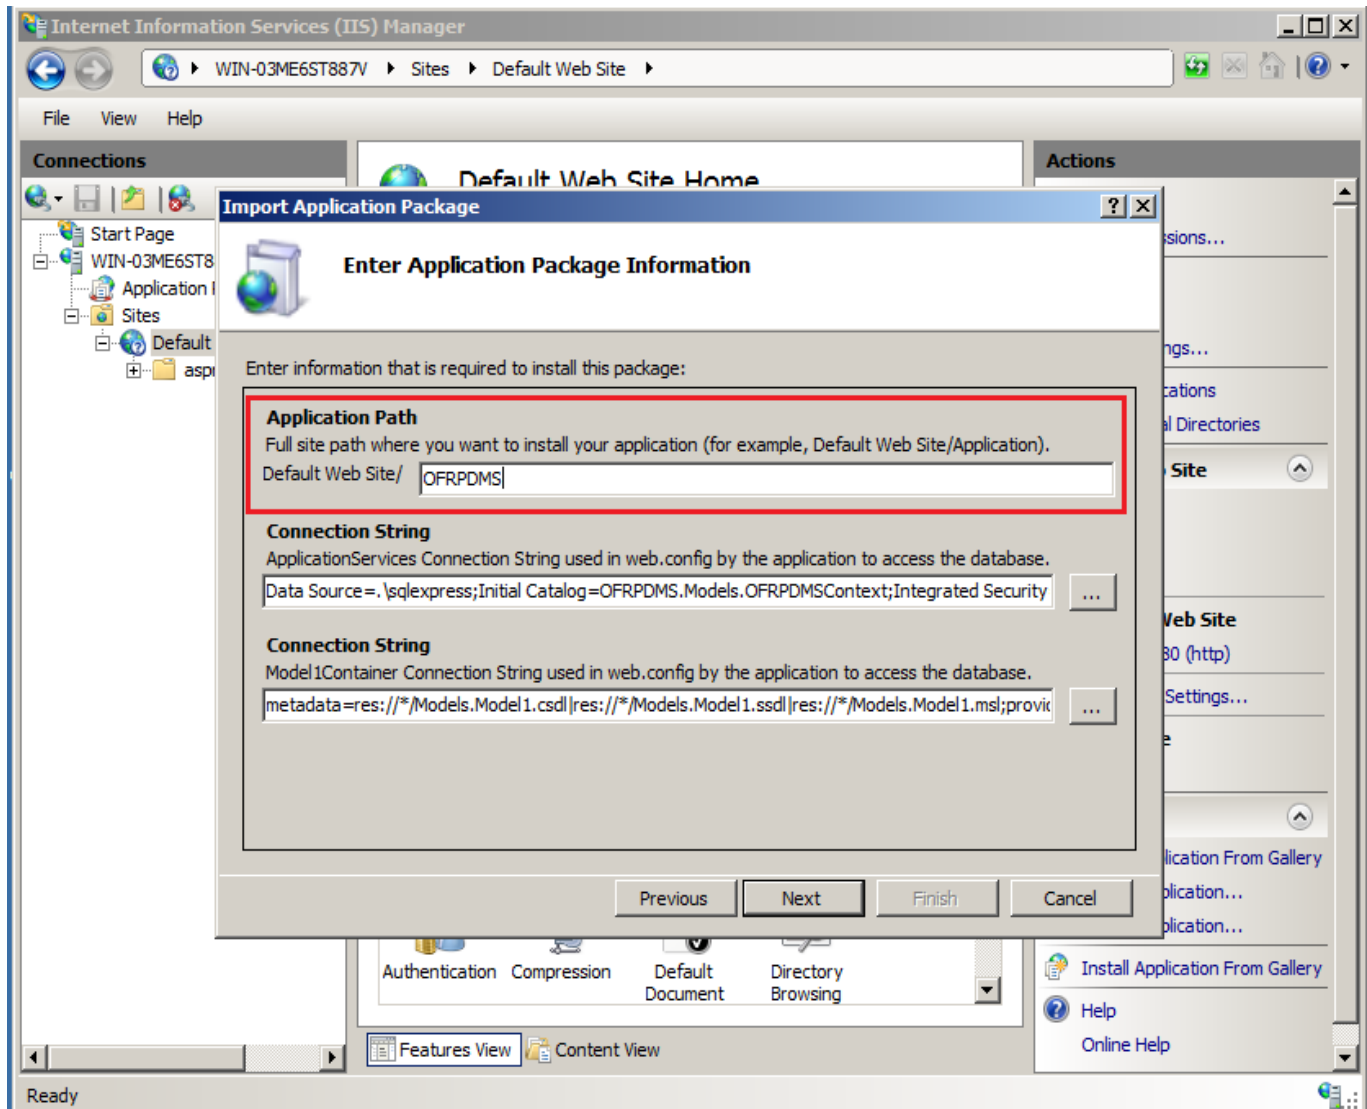 Internet Information Services (IIS) Manager
WIN-03ME6ST887V Sites Default Web Site
File View Help
Connections
Start Page
WIN-03ME6ST8
Application
Sites
Default
Default Web Site Home
Import Application Package
Enter Application Package Information
Enter information that is required to install this package:
Application Path
Full site path where you want to install your application (for example, Default Web Site/Application).
Default Web Site/ OFRPDMS
Connection String
ApplicationServices Connection String used in web.config by the application to access the database.
Data Source=.\sqlexpress;Initial Catalog=OFRPDMS.Models.OFRPDMSContext;Integrated Security
...
Connection String
Model1Container Connection String used in web.config by the application to access the database.
metadata=res://*/Models.Model1.csdl|res://*/Models.Model1.ssdl|res://*/Models.Model1.msl;provid
...
Previous Next Finish Cancel
Authentication Compression Default Document Directory Browsing
Features View Content View
Actions
ssions...
ngs...
cations
al Directories
Site
Web Site
80 (http)
Settings...
lication From Gallery
plication...
plication...
Install Application From Gallery
Help
Online Help
Ready